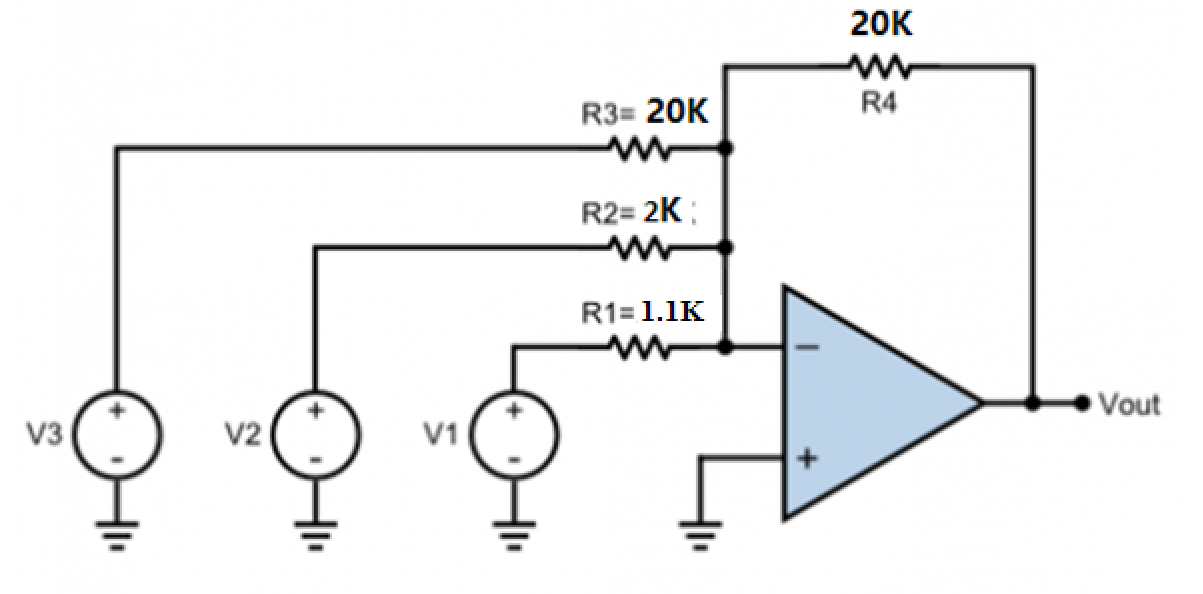 20K
R4
R3= 20K
R2= 2K :
R1= 1.1K
V3
+
-
V2
+
-
V1
+
-
−
+
Vout